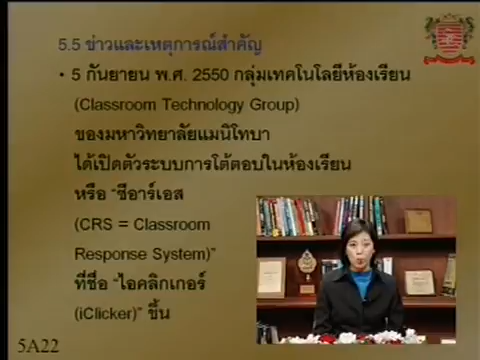 5.5 ข่าวและเหตุการณ์สำคัญ
• 5 กันยายน พ.ศ. 2550 กลุ่มเทคโนโลยีห้องเรียน
(Classroom Technology Group)
ของมหาวิทยาลัยแมนิโทบา
ได้เปิดตัวระบบการโต้ตอบในห้องเรียน
หรือ “ซีอาร์เอส
(CRS = Classroom
Response System)”
ที่ชื่อ “ไอคลิกเกอร์
(iClicker)” ขึ้น
5A22